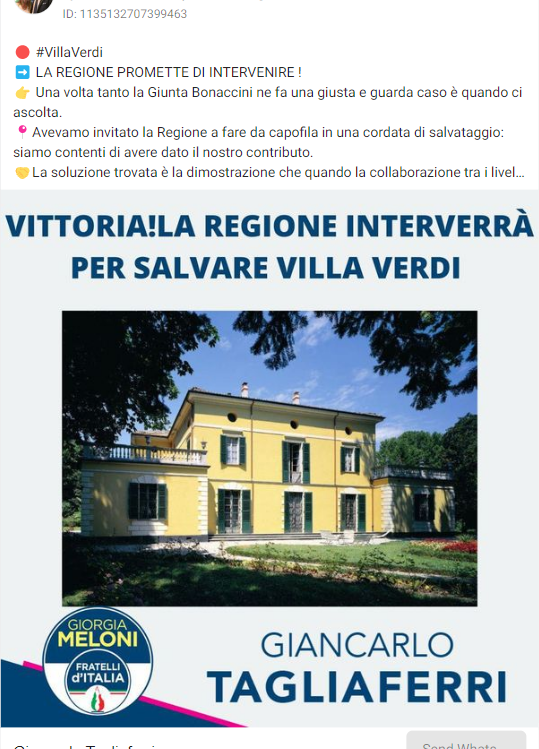 ID: 1135132707399463
🔴 #VillaVerdi
➡️ LA REGIONE PROMETTE DI INTERVENIRE !
👉 Una volta tanto la Giunta Bonaccini ne fa una giusta e guarda caso è quando ci
ascolta.
📍Avevamo invitato la Regione a fare da capofila in una cordata di salvataggio:
siamo contenti di avere dato il nostro contributo.
🤝La soluzione trovata è la dimostrazione che quando la collaborazione tra i livel...
VITTORIA!LA REGIONE INTERVERRÀ
PER SALVARE VILLA VERDI
GIORGIA
MELONI
FRATELLI
d'ITALIA
GIANCARLO
TAGLIAFERRI